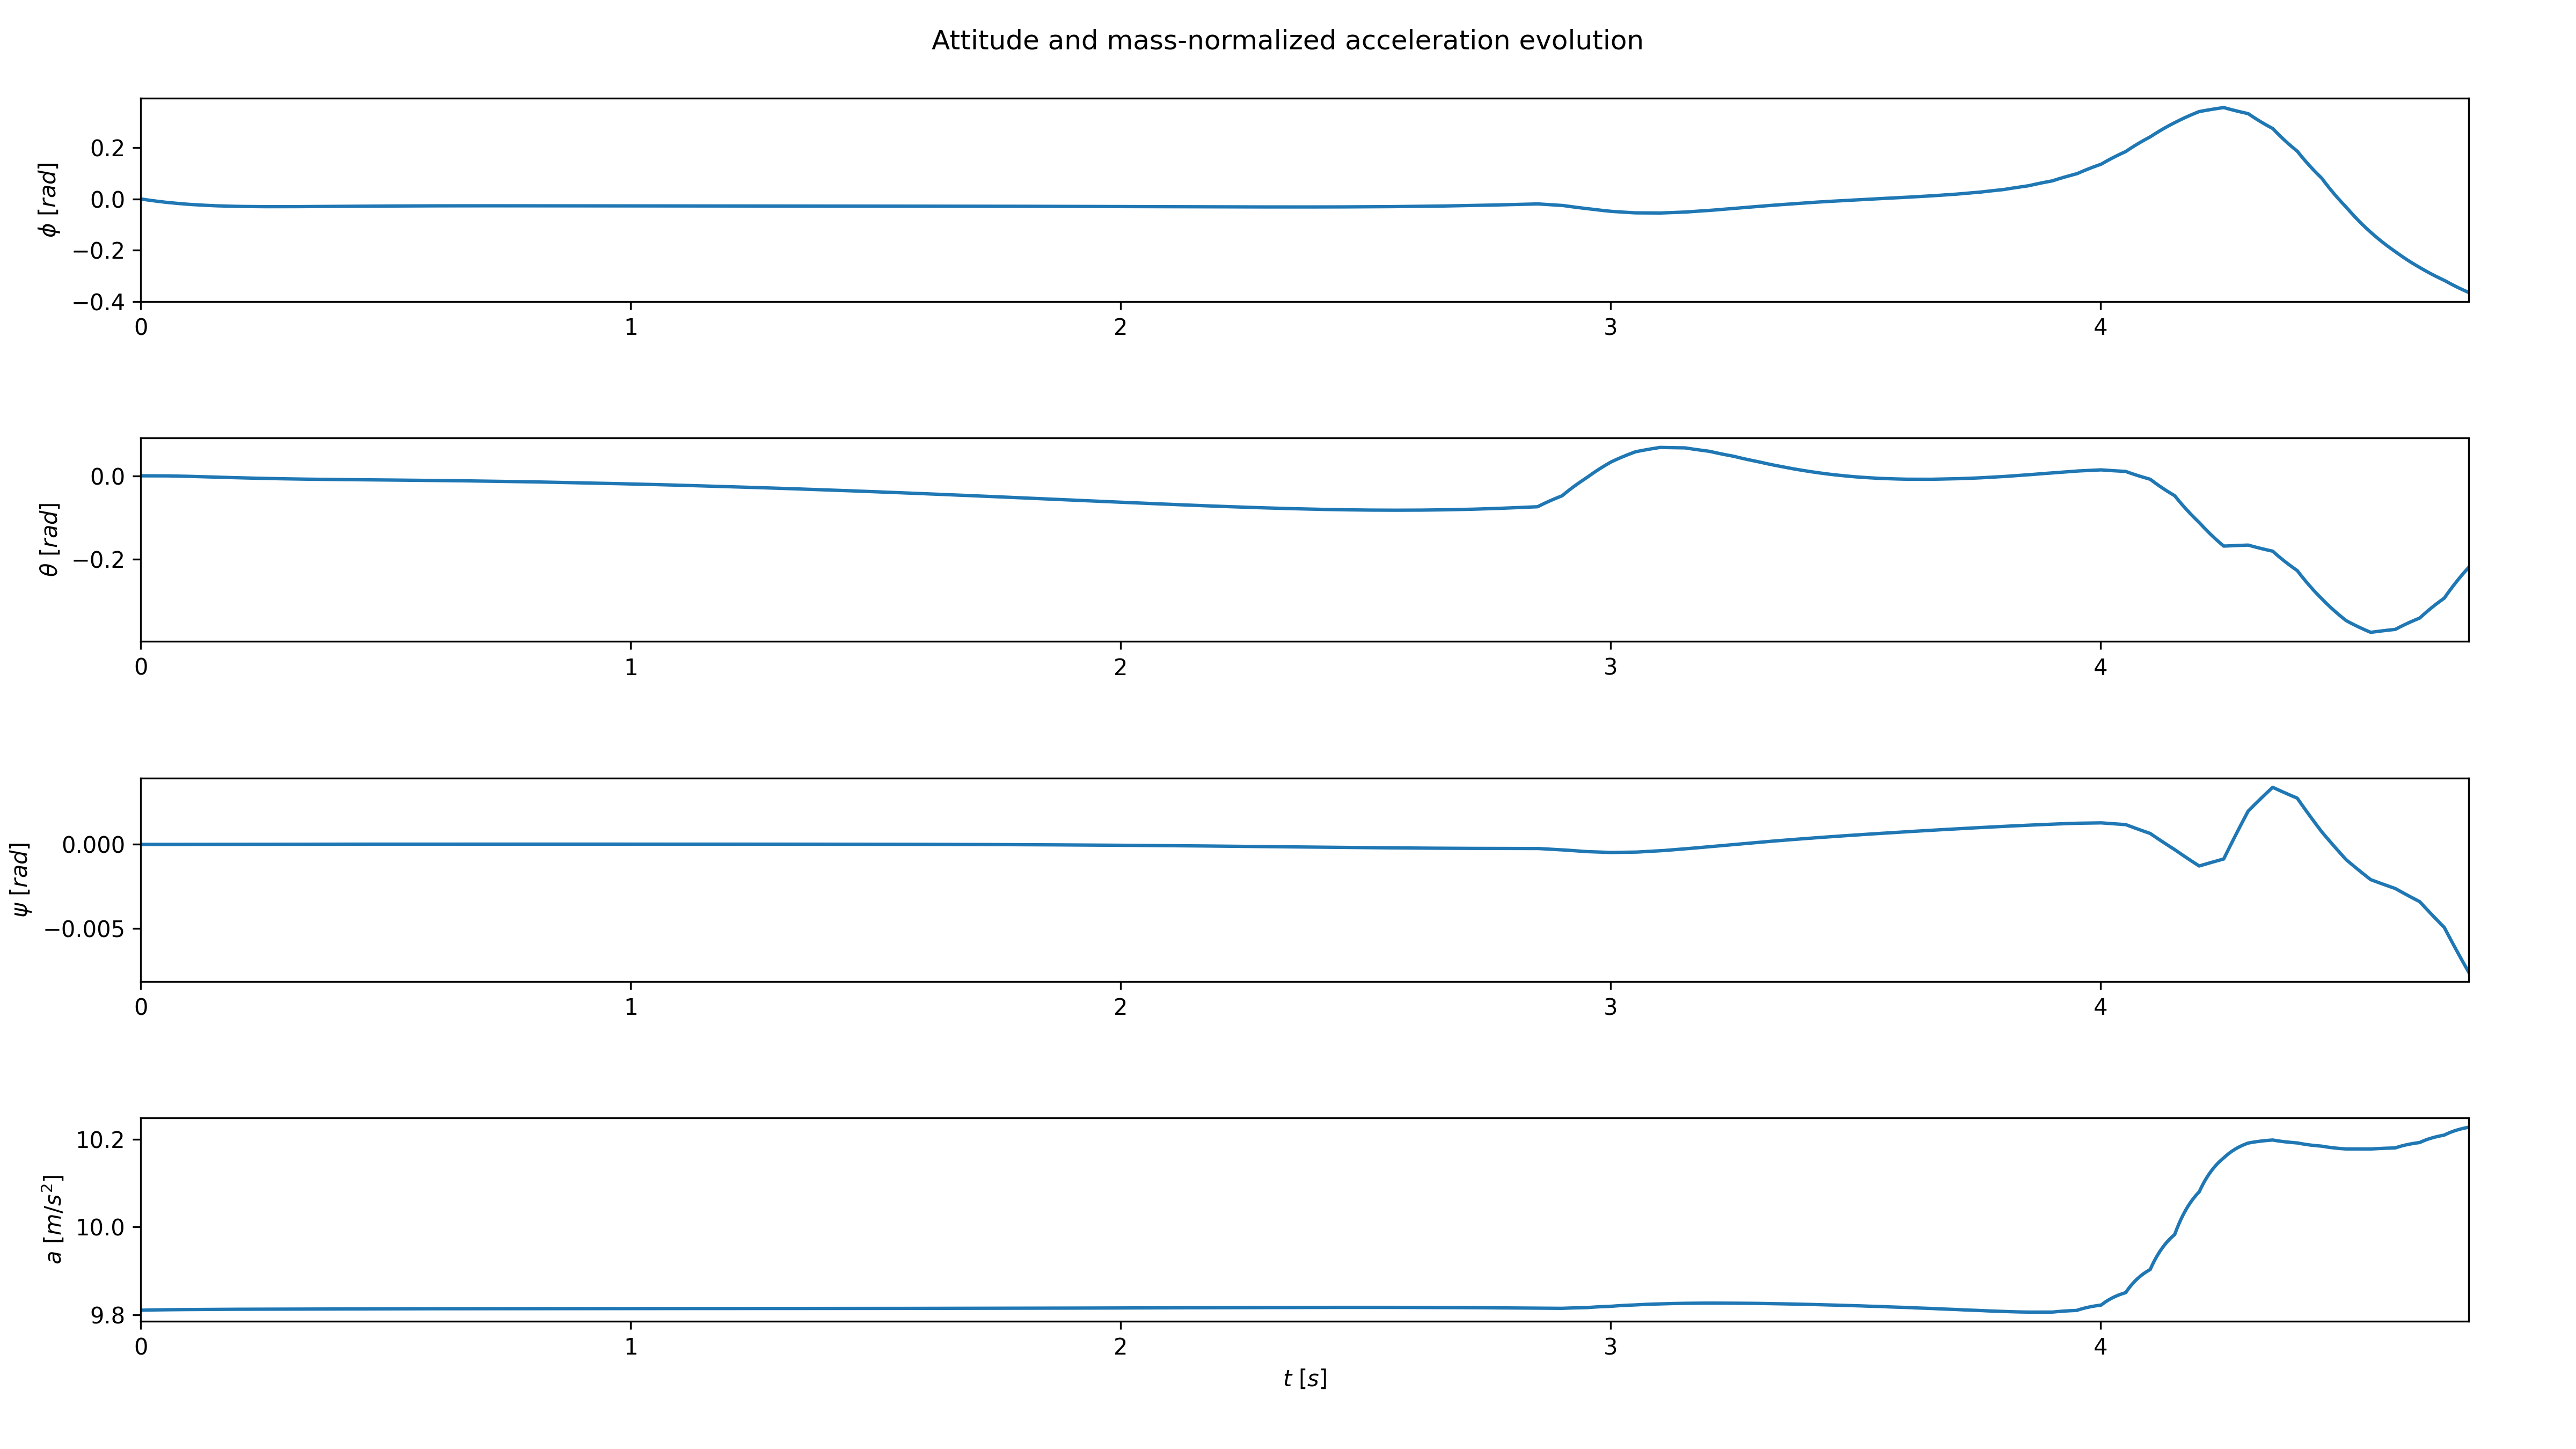 Attitude and mass-normalized acceleration evolution
ϕ [rad]
0.2
0.0
−0.2
−0.4
0 1 2 3 4
θ [rad]
0.0
−0.2
0 1 2 3 4
ψ [rad]
0.000
−0.005
0 1 2 3 4
a [m/s²]
10.2
10.0
9.8
0 1 2 3 4
t [s]